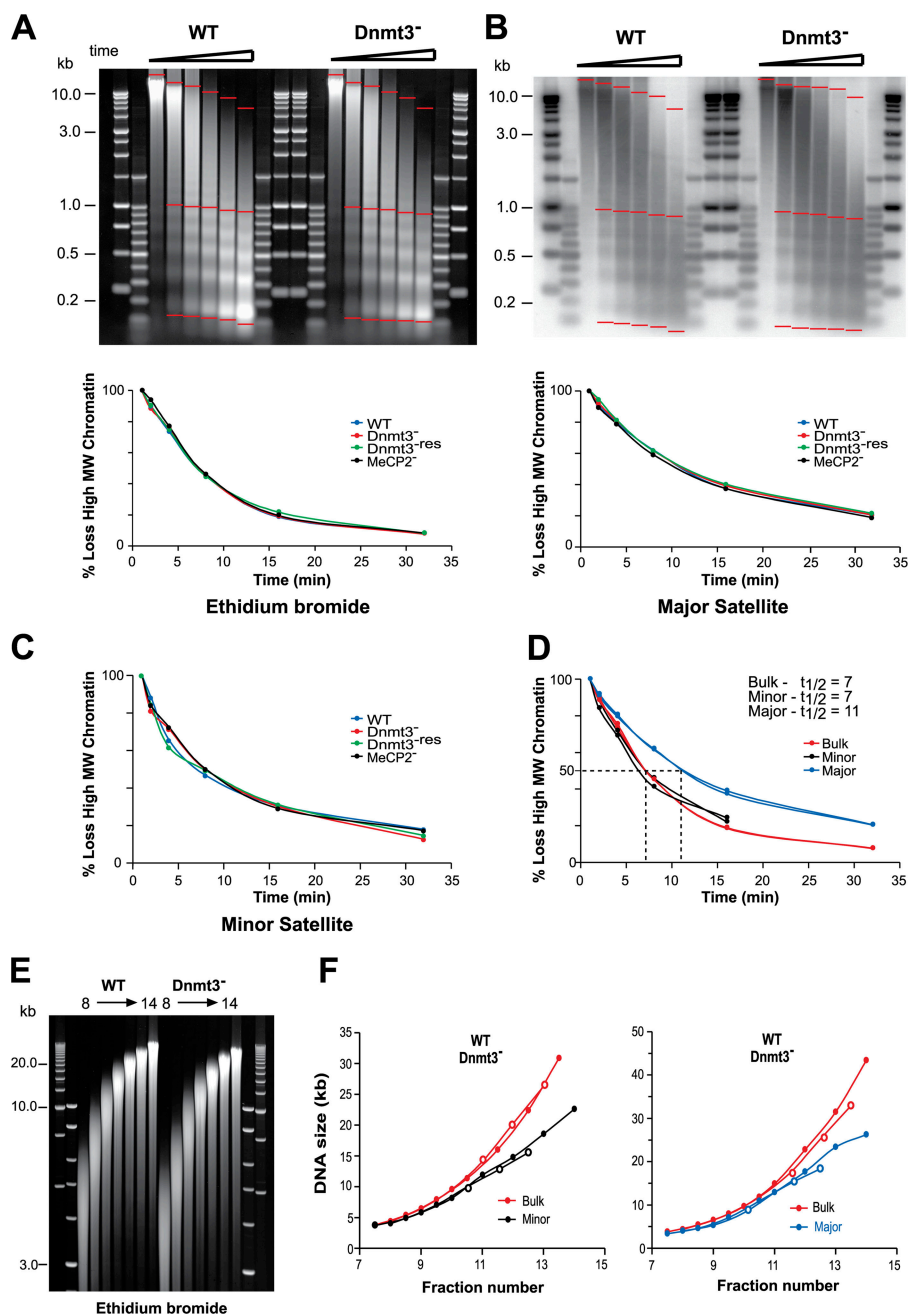 A
WT
Dnmt3-
time
kb
10.0
3.0
1.0
0.5
0.2
B
WT
Dnmt3-
10.0
3.0
1.0
0.5
0.2
% Loss High MW Chromatin
100
0
0 5 10 15 20 25 30 35
Time (min)
WT
Dnmt3-
Dnmt3-res
MeCP2-
Ethidium bromide
% Loss High MW Chromatin
100
0
0 5 10 15 20 25 30 35
Time (min)
WT
Dnmt3-
Dnmt3-res
MeCP2-
Major Satellite
C
% Loss High MW Chromatin
100
0
0 5 10 15 20 25 30 35
Time (min)
WT
Dnmt3-
Dnmt3-res
MeCP2-
Minor Satellite
D
% Loss High MW Chromatin
100
50
0
0 5 10 15 20 25 30 35
Time (min)
Bulk - t1/2 = 7
Minor - t1/2 = 7
Major - t1/2 = 11
Bulk
Minor
Major
E
WT
Dnmt3-
8 14 8 14
kb
20.0
10.0
3.0
Ethidium bromide
F
WT
Dnmt3-
DNA size (kb)
35
30
25
20
15
10
5
0
7 9 11 13 15
Fraction number
Bulk
Minor
WT
Dnmt3-
50
45
40
35
30
25
20
15
10
5
0
7 9 11 13 15
Fraction number
Bulk
Major